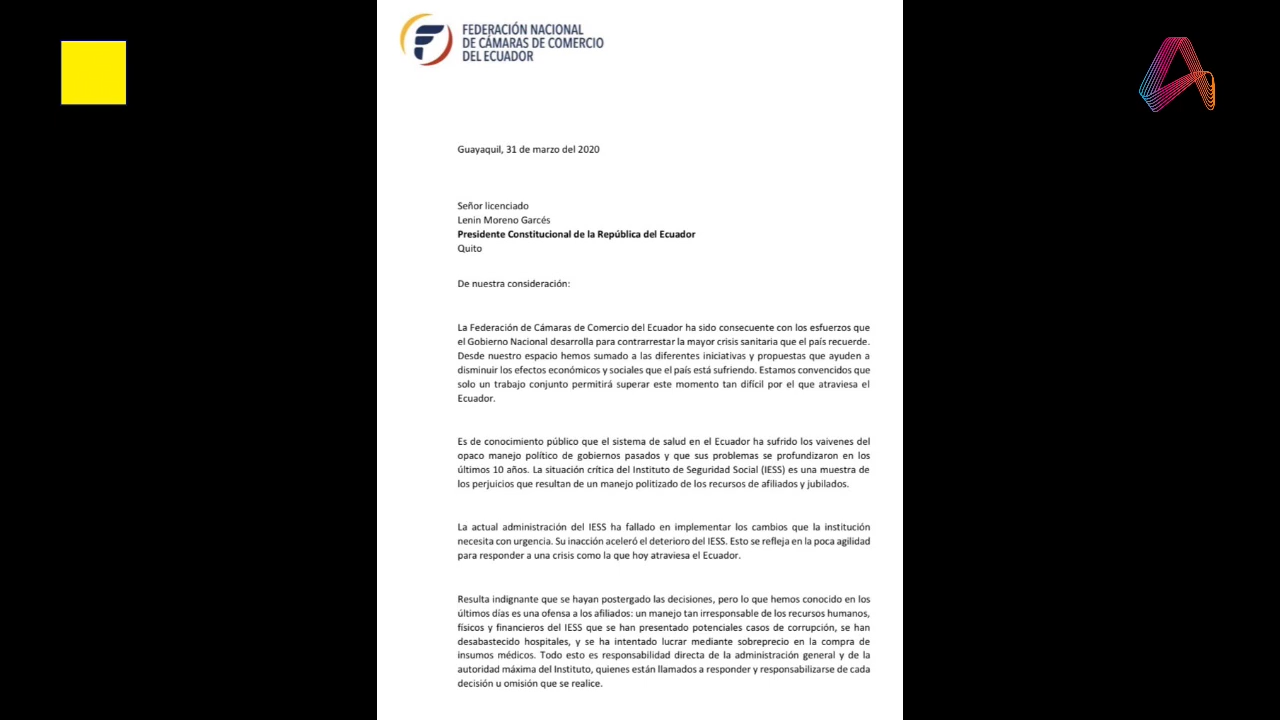 FEDERACIÓN NACIONAL
DE CÁMARAS DE COMERCIO
DEL ECUADOR
Guayaquil, 31 de marzo del 2020
Señor licenciado
Lenin Moreno Garcés
Presidente Constitucional de la República del Ecuador
Quito
De nuestra consideración:
La Federación de Cámaras de Comercio del Ecuador ha sido consecuente con los esfuerzos que
el Gobierno Nacional desarrolla para contrarrestar la mayor crisis sanitaria que el país recuerde.
Desde nuestro espacio hemos sumado a las diferentes iniciativas y propuestas que ayuden a
disminuir los efectos económicos y sociales que el país está sufriendo. Estamos convencidos que
solo un trabajo conjunto permitirá superar este momento tan difícil por el que atraviesa el
Ecuador.
Es de conocimiento público que el sistema de salud en el Ecuador ha sufrido los vaivenes del
opaco manejo político de gobiernos pasados y que sus problemas se profundizaron en los
últimos 10 años. La situación crítica del Instituto de Seguridad Social (IESS) es una muestra de
los perjuicios que resultan de un manejo politizado de los recursos de afiliados y jubilados.
La actual administración del IESS ha fallado en implementar los cambios que la institución
necesita con urgencia. Su inacción aceleró el deterioro del IESS. Esto se refleja en la poca agilidad
para responder a una crisis como la que hoy atraviesa el Ecuador.
Resulta indignante que se hayan postergado las decisiones, pero lo que hemos conocido en los
últimos días es una ofensa a los afiliados: un manejo tan irresponsable de los recursos humanos,
físicos y financieros del IESS que se han presentado potenciales casos de corrupción, se han
desabastecido hospitales, y se ha intentado lucrar mediante sobreprecio en la compra de
insumos médicos. Todo esto es responsabilidad directa de la administración general y de la
autoridad máxima del Instituto, quienes están llamados a responder y responsabilizarse de cada
decisión u omisión que se realice.